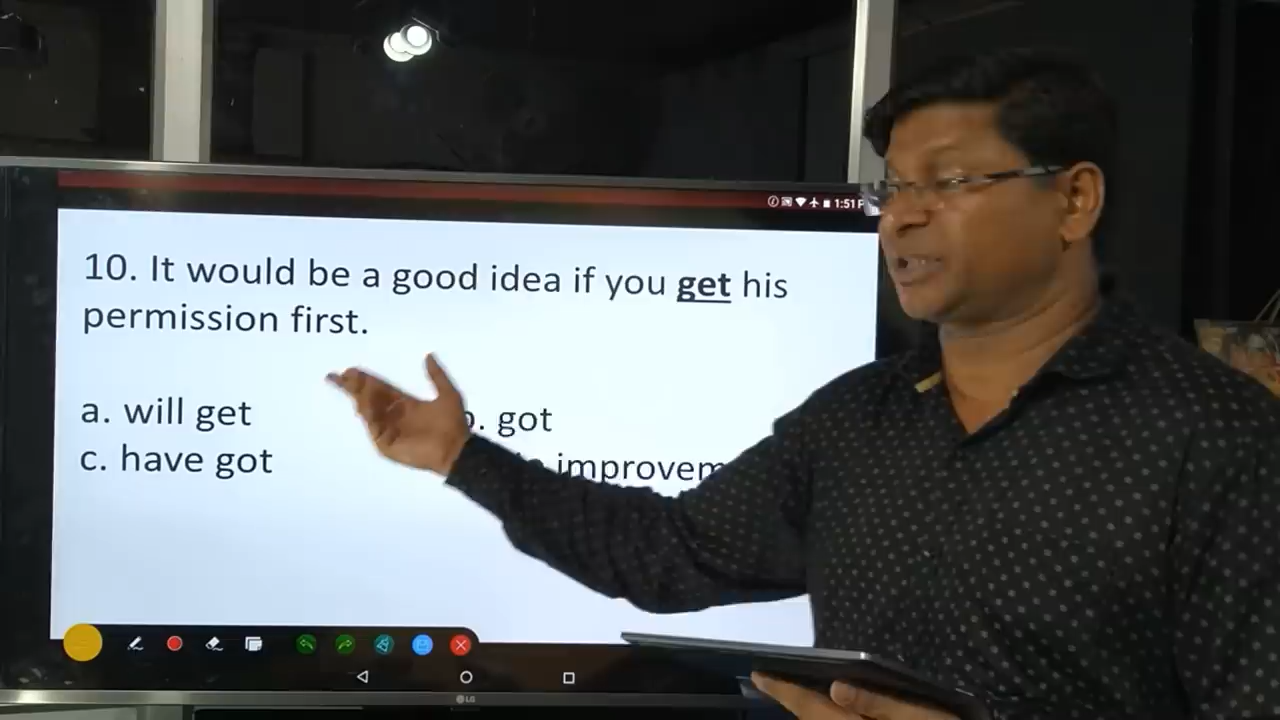 1:51
10. It would be a good idea if you get his
permission first.
a. will get
b. got
c. have got
LG